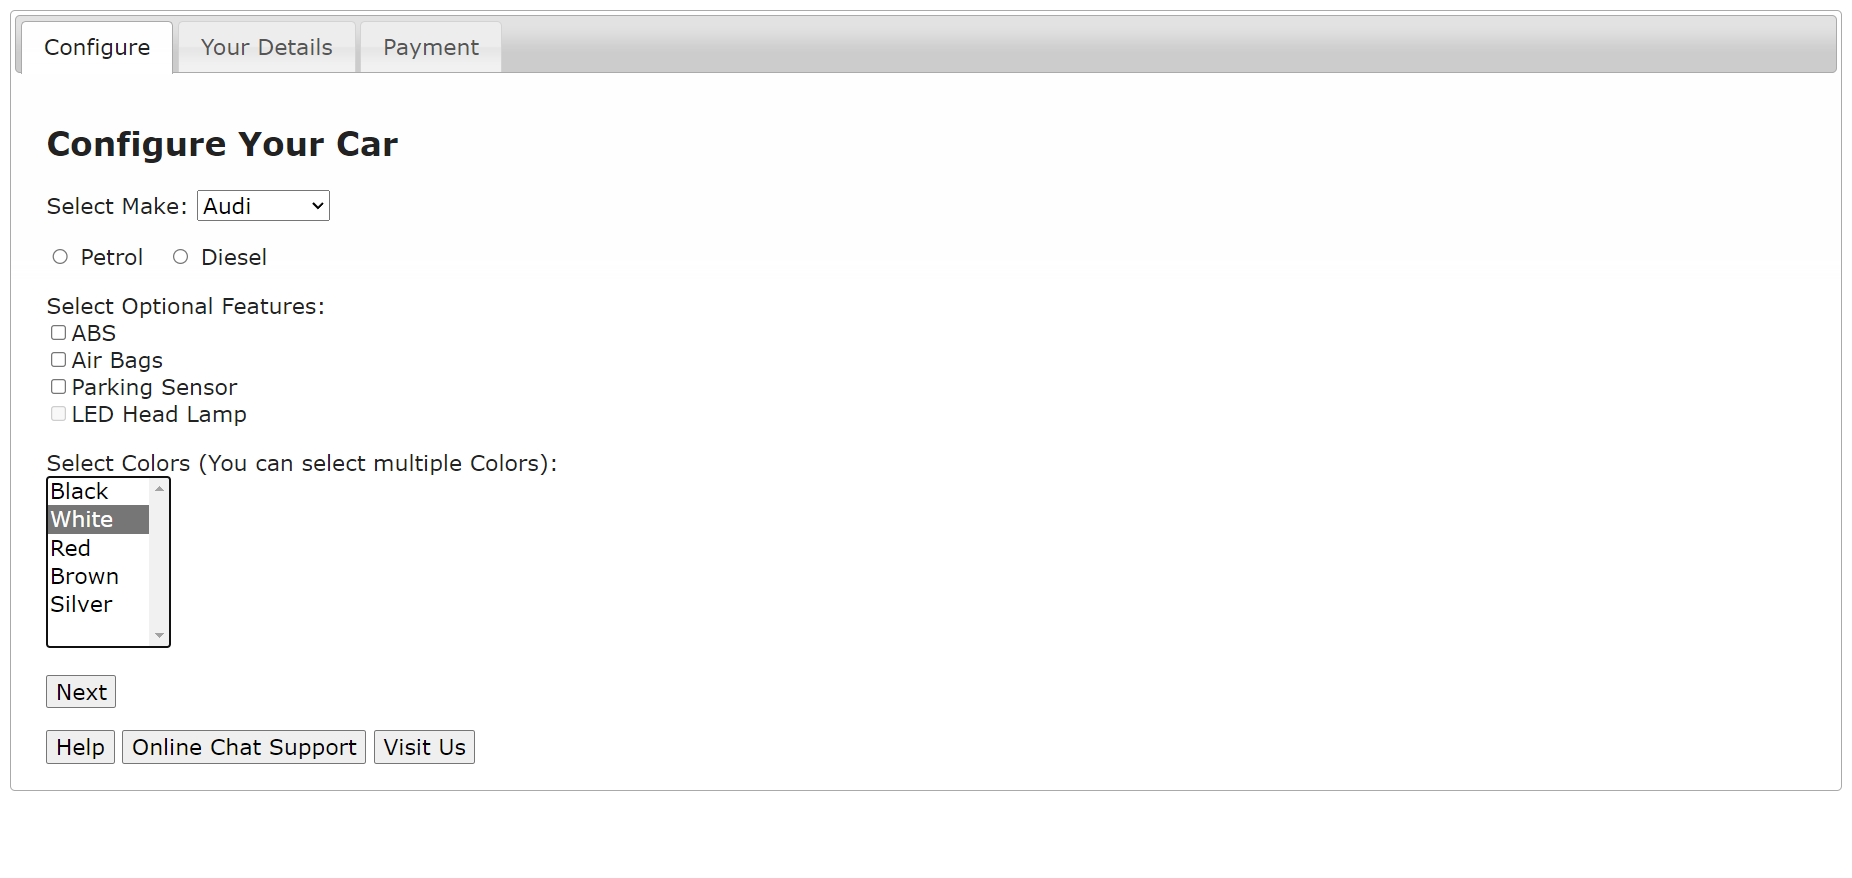 Configure Your Details Payment
Configure Your Car
Select Make: Audi
Petrol Diesel
Select Optional Features:
ABS
Air Bags
Parking Sensor
LED Head Lamp
Select Colors (You can select multiple Colors):
Black
White
Red
Brown
Silver
Next
Help Online Chat Support Visit Us